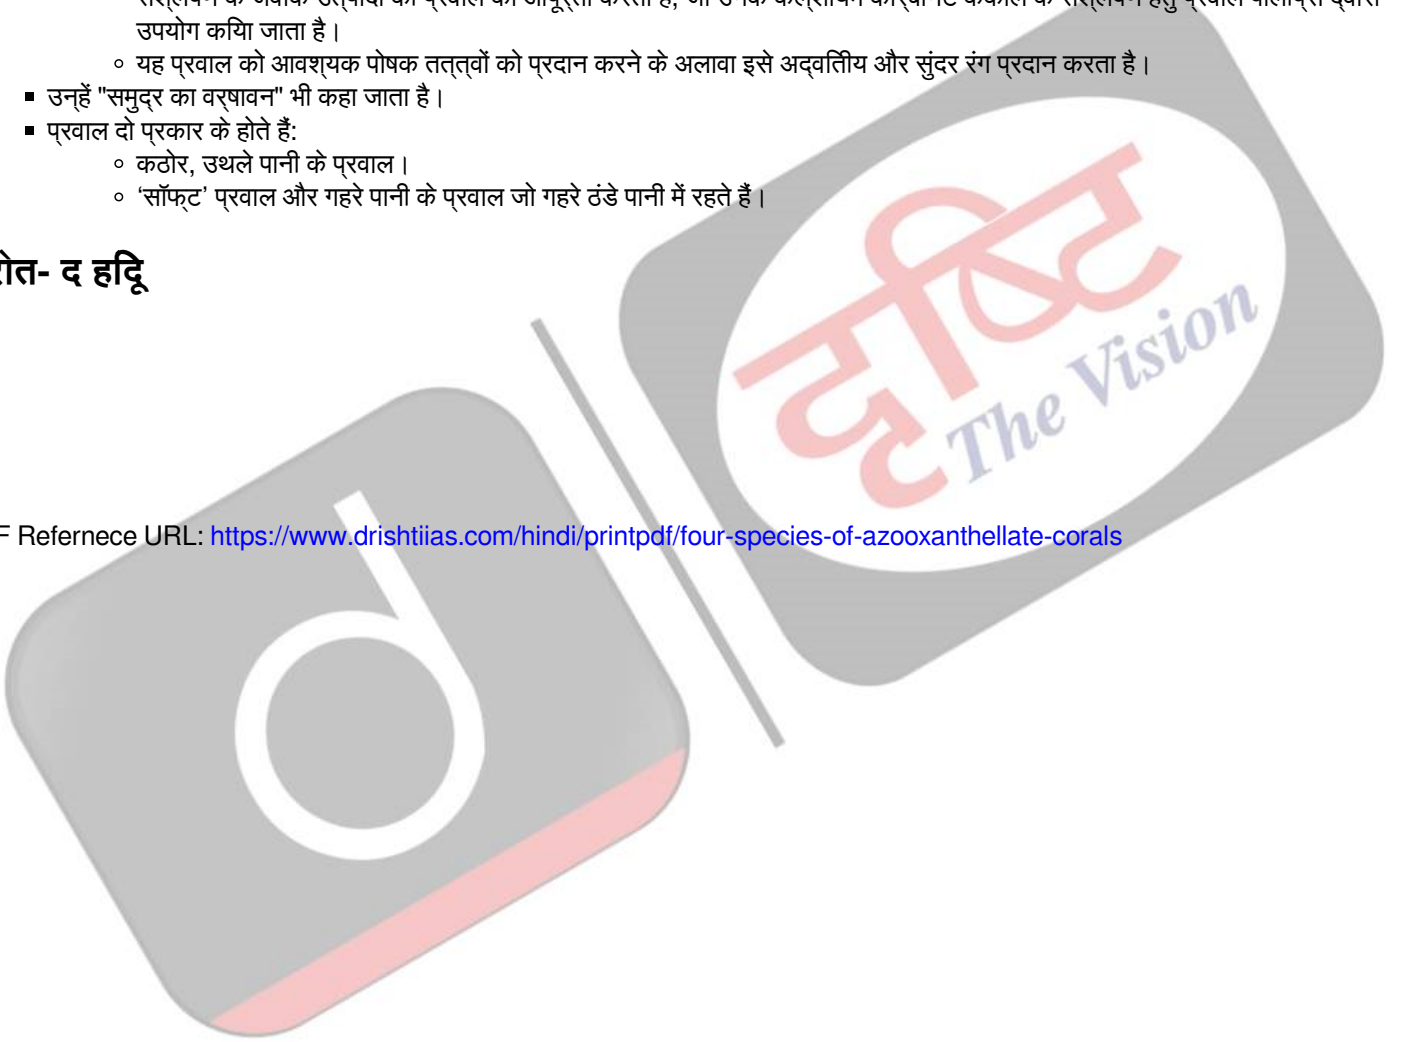 उपयोग किया जाता है।
◦ यह प्रवाल को आवश्यक पोषक तत्त्वों को प्रदान करने के अलावा इसे अद्वितीय और सुंदर रंग प्रदान करता है।
▪ उन्हें "समुद्र का वर्षावन" भी कहा जाता है।
▪ प्रवाल दो प्रकार के होते हैं:
◦ कठोर, उथले पानी के प्रवाल।
◦ ‘सॉफ्ट’ प्रवाल और गहरे पानी के प्रवाल जो गहरे ठंडे पानी में रहते हैं।
द हिंदू
दृष्टि
The Vision
d
Refernece URL: https://www.drishtiias.com/hindi/printpdf/four-species-of-azooxanthellate-corals